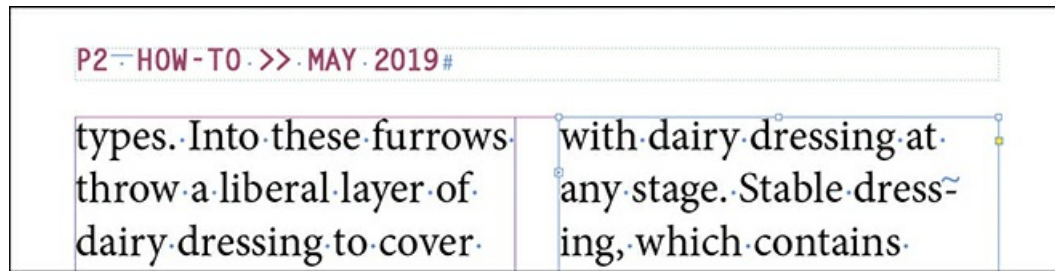 P2 HOW-TO >> MAY 2019
types. Into these furrows
throw a liberal layer of
dairy dressing to cover
with dairy dressing at
any stage. Stable dress-
ing, which contains